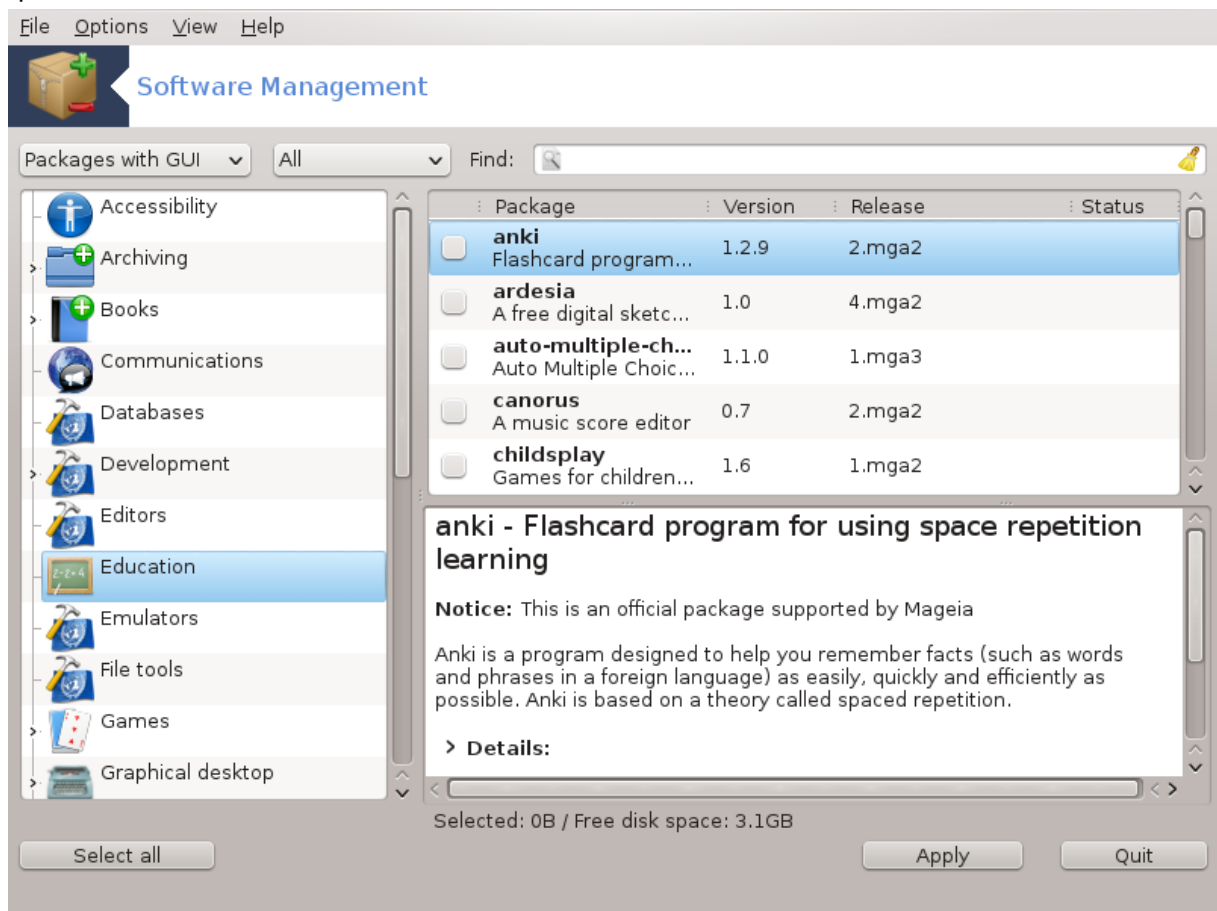 File Options View Help
Software Management
Packages with GUI All Find:
Accessibility
Archiving
Books
Communications
Databases
Development
Editors
Education
Emulators
File tools
Games
Graphical desktop
Package Version Release Status
anki 1.2.9 2.mga2
Flashcard program...
ardesia 1.0 4.mga2
A free digital sketc...
auto-multiple-ch... 1.1.0 1.mga3
Auto Multiple Choic...
canorus 0.7 2.mga2
A music score editor
childsplay 1.6 1.mga2
Games for children...
anki - Flashcard program for using space repetition
learning
Notice: This is an official package supported by Mageia
Anki is a program designed to help you remember facts (such as words
and phrases in a foreign language) as easily, quickly and efficiently as
possible. Anki is based on a theory called spaced repetition.
Details:
Selected: 0B / Free disk space: 3.1GB
Select all Apply Quit